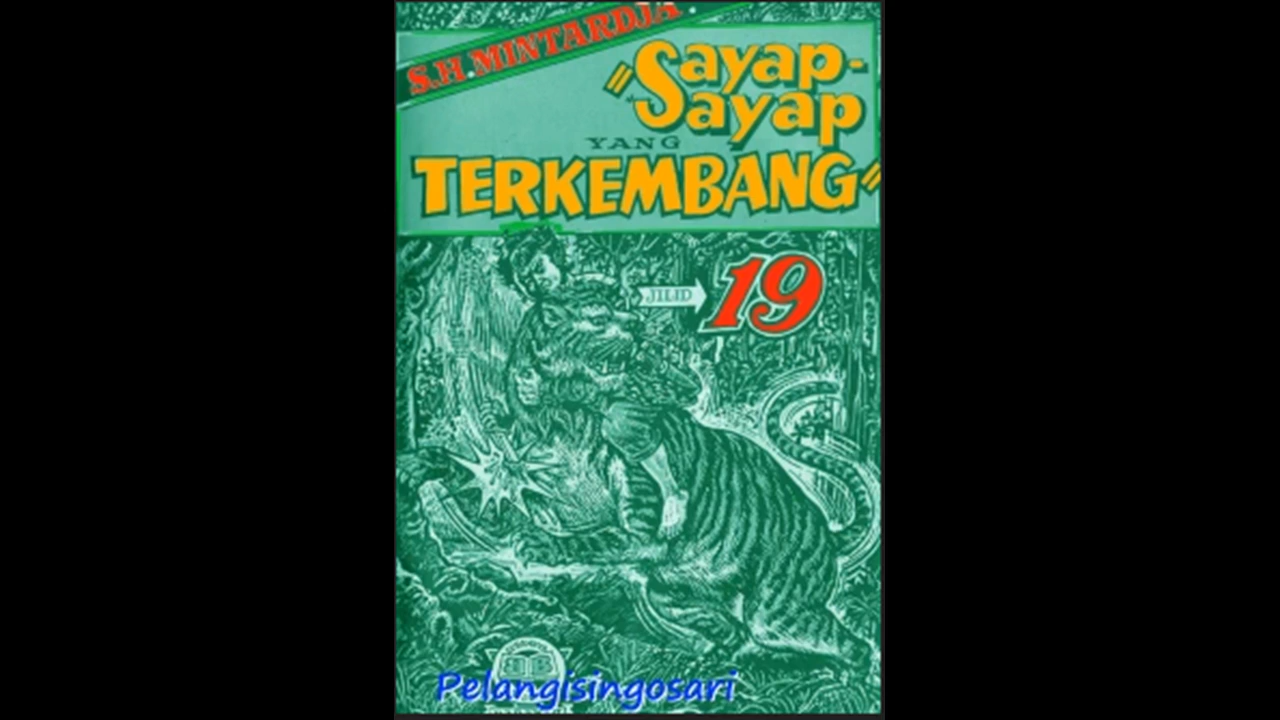 S.H.MINTARDJA.
"Sayap-
Sayap
YANG
TERKEMBANG"
JILID
19
Pelangisingosari